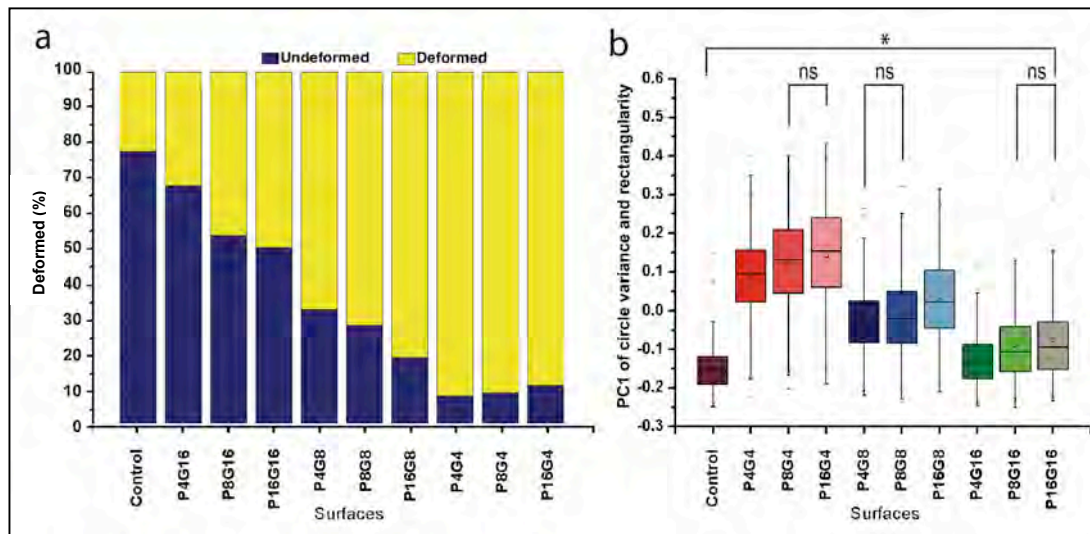 a
Undeformed Deformed
Deformed (%)
100
90
80
70
60
50
40
30
20
10
0
Control P4G16 P8G16 P16G16 P4G8 P8G8 P16G8 P4G4 P8G4 P16G4
Surfaces
b
*
ns ns ns
PC1 of circle variance and rectangularity
0.6
0.5
0.4
0.3
0.2
0.1
0.0
-0.1
-0.2
-0.3
Control P4G4 P8G4 P16G4 P4G8 P8G8 P16G8 P4G16 P8G16 P16G16
Surfaces